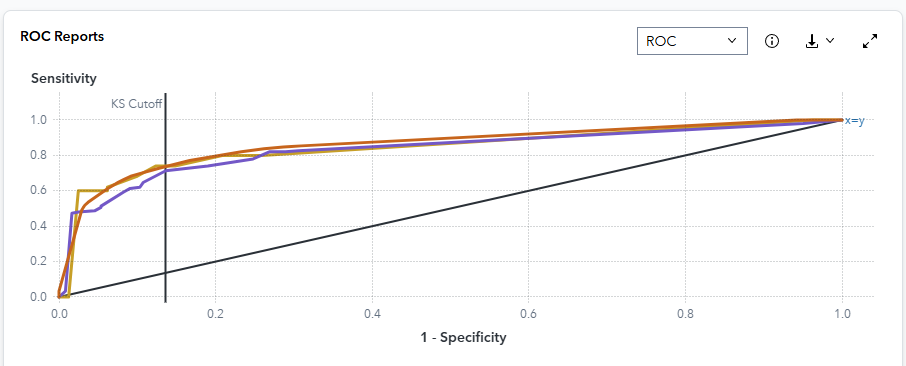 ROC Reports
ROC
Sensitivity
KS Cutoff
1.0
x=y
0.8
0.6
0.4
0.2
0.0
0.0 0.2 0.4 0.6 0.8 1.0
1 - Specificity